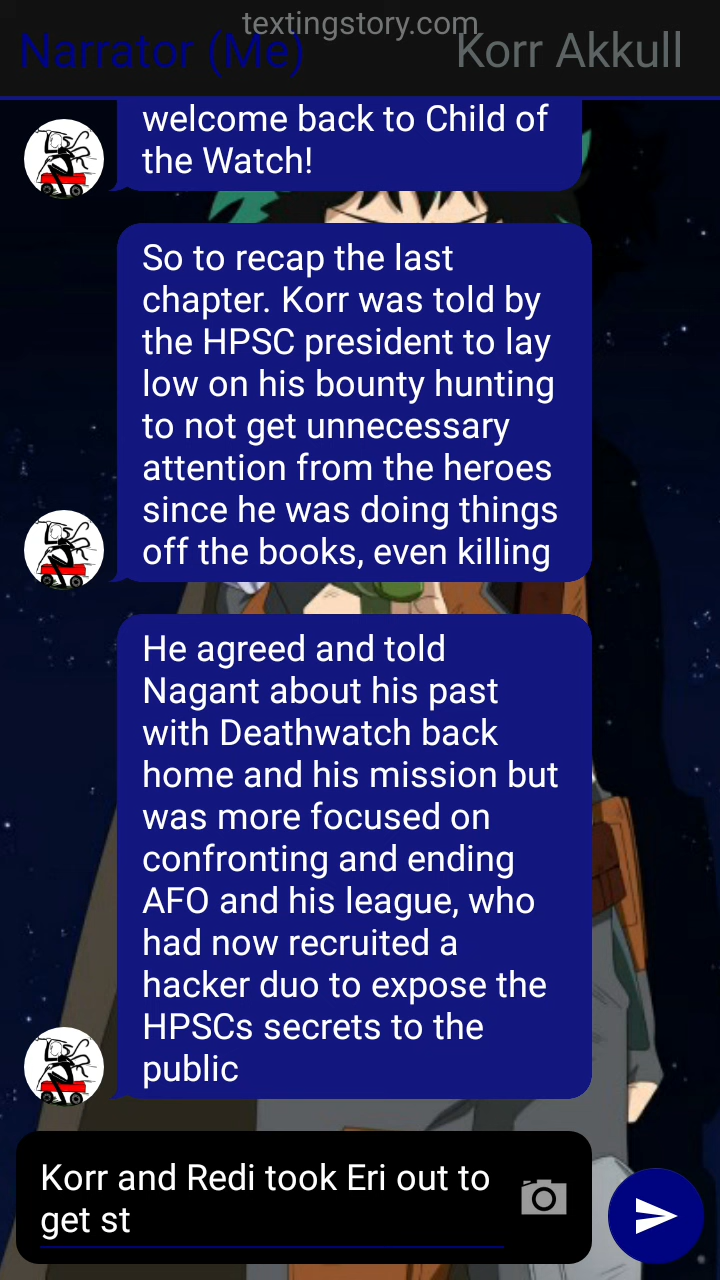 textingstory.com
Narrator (Me)
Korr Akkull
welcome back to Child of
the Watch!
So to recap the last
chapter. Korr was told by
the HPSC president to lay
low on his bounty hunting
to not get unnecessary
attention from the heroes
since he was doing things
off the books, even killing
He agreed and told
Nagant about his past
with Deathwatch back
home and his mission but
was more focused on
confronting and ending
AFO and his league, who
had now recruited a
hacker duo to expose the
HPSCs secrets to the
public
Korr and Redi took Eri out to
get st